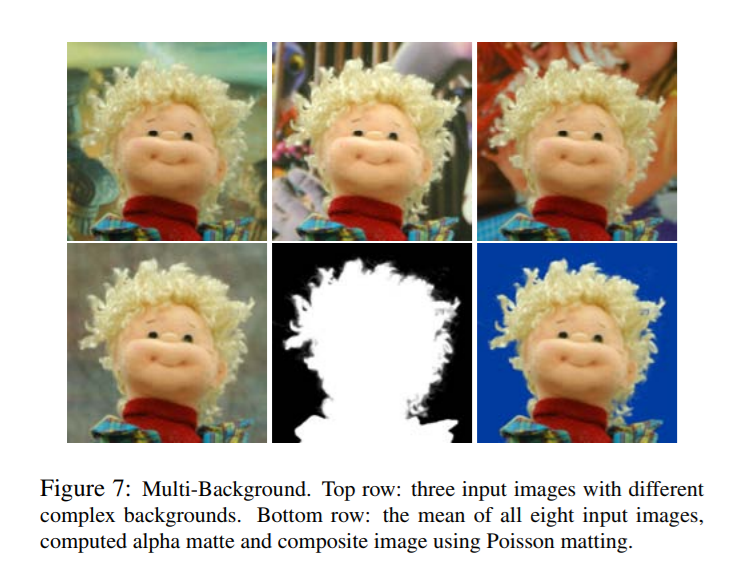 Figure 7: Multi-Background. Top row: three input images with different
complex backgrounds. Bottom row: the mean of all eight input images,
computed alpha matte and composite image using Poisson matting.